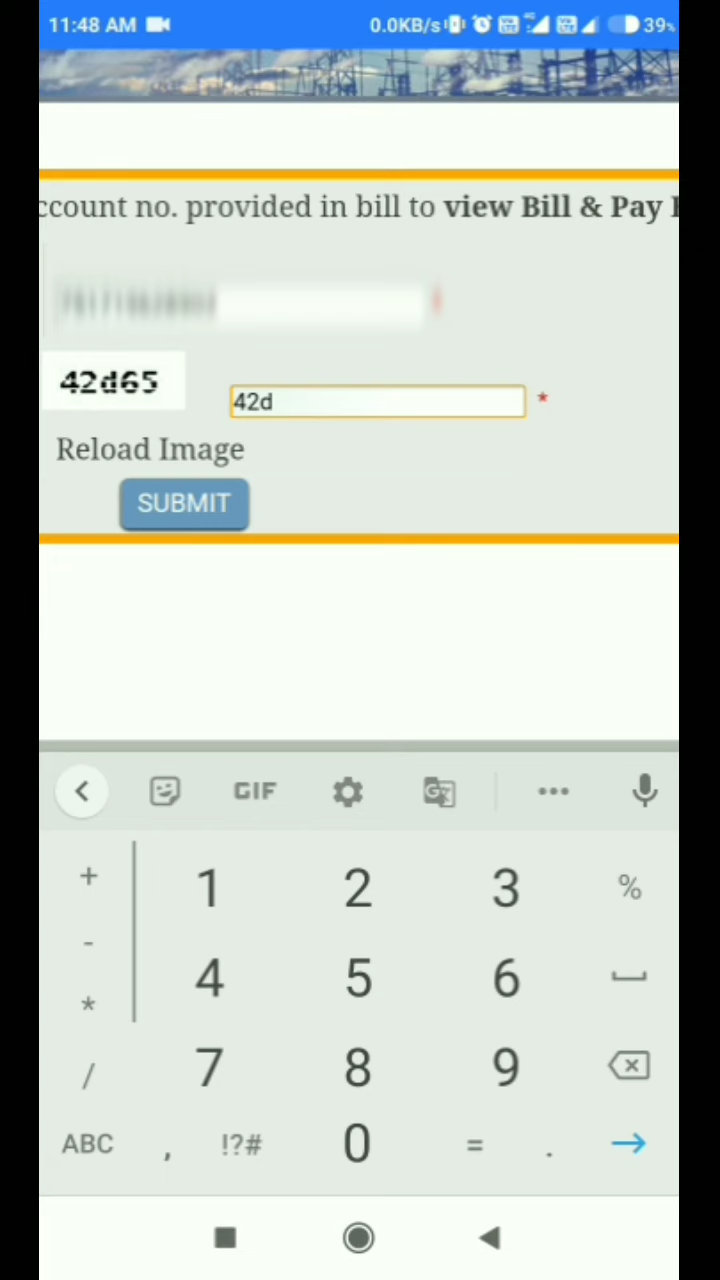 11:48 AM 0.0KB/s 39%
ccount no. provided in bill to view Bill & Pay
42d65
42d *
Reload Image
SUBMIT
GIF
+ 1 2 3 %
-
4 5 6
*
/ 7 8 9
ABC , !?# 0 = .